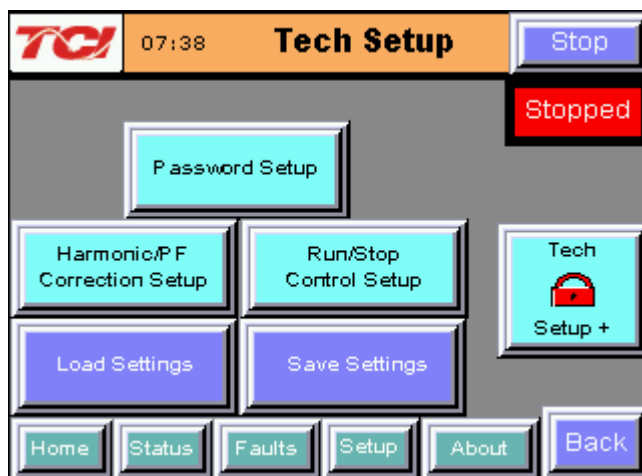 TCI 07:38 Tech Setup Stop
Stopped
Password Setup
Harmonic/PF
Correction Setup
Run/Stop
Control Setup
Tech
Setup +
Load Settings
Save Settings
Home Status Faults Setup About Back